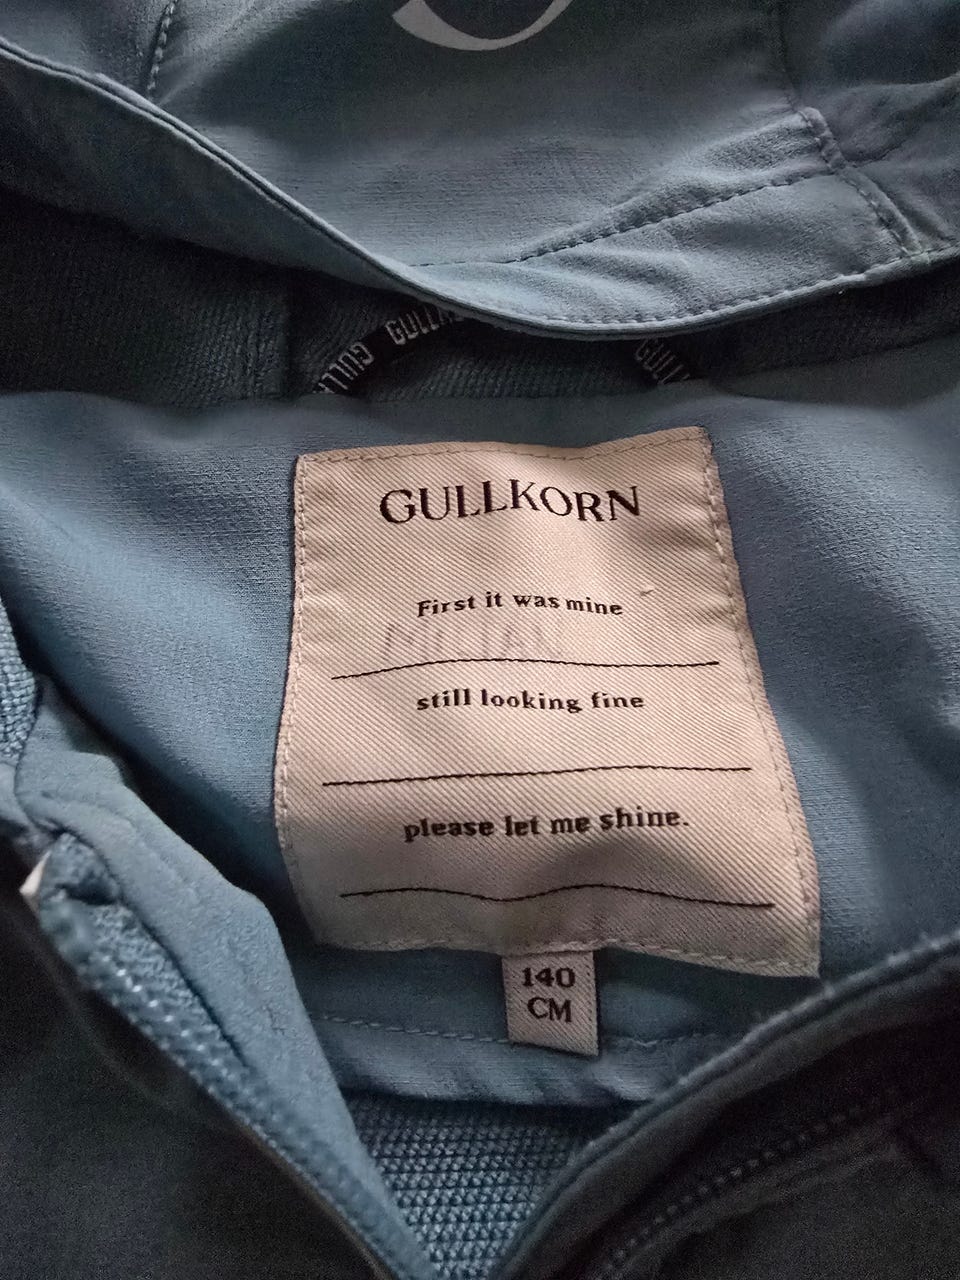 GULLKORN
First it was mine
still looking fine
please let me shine.
140
CM